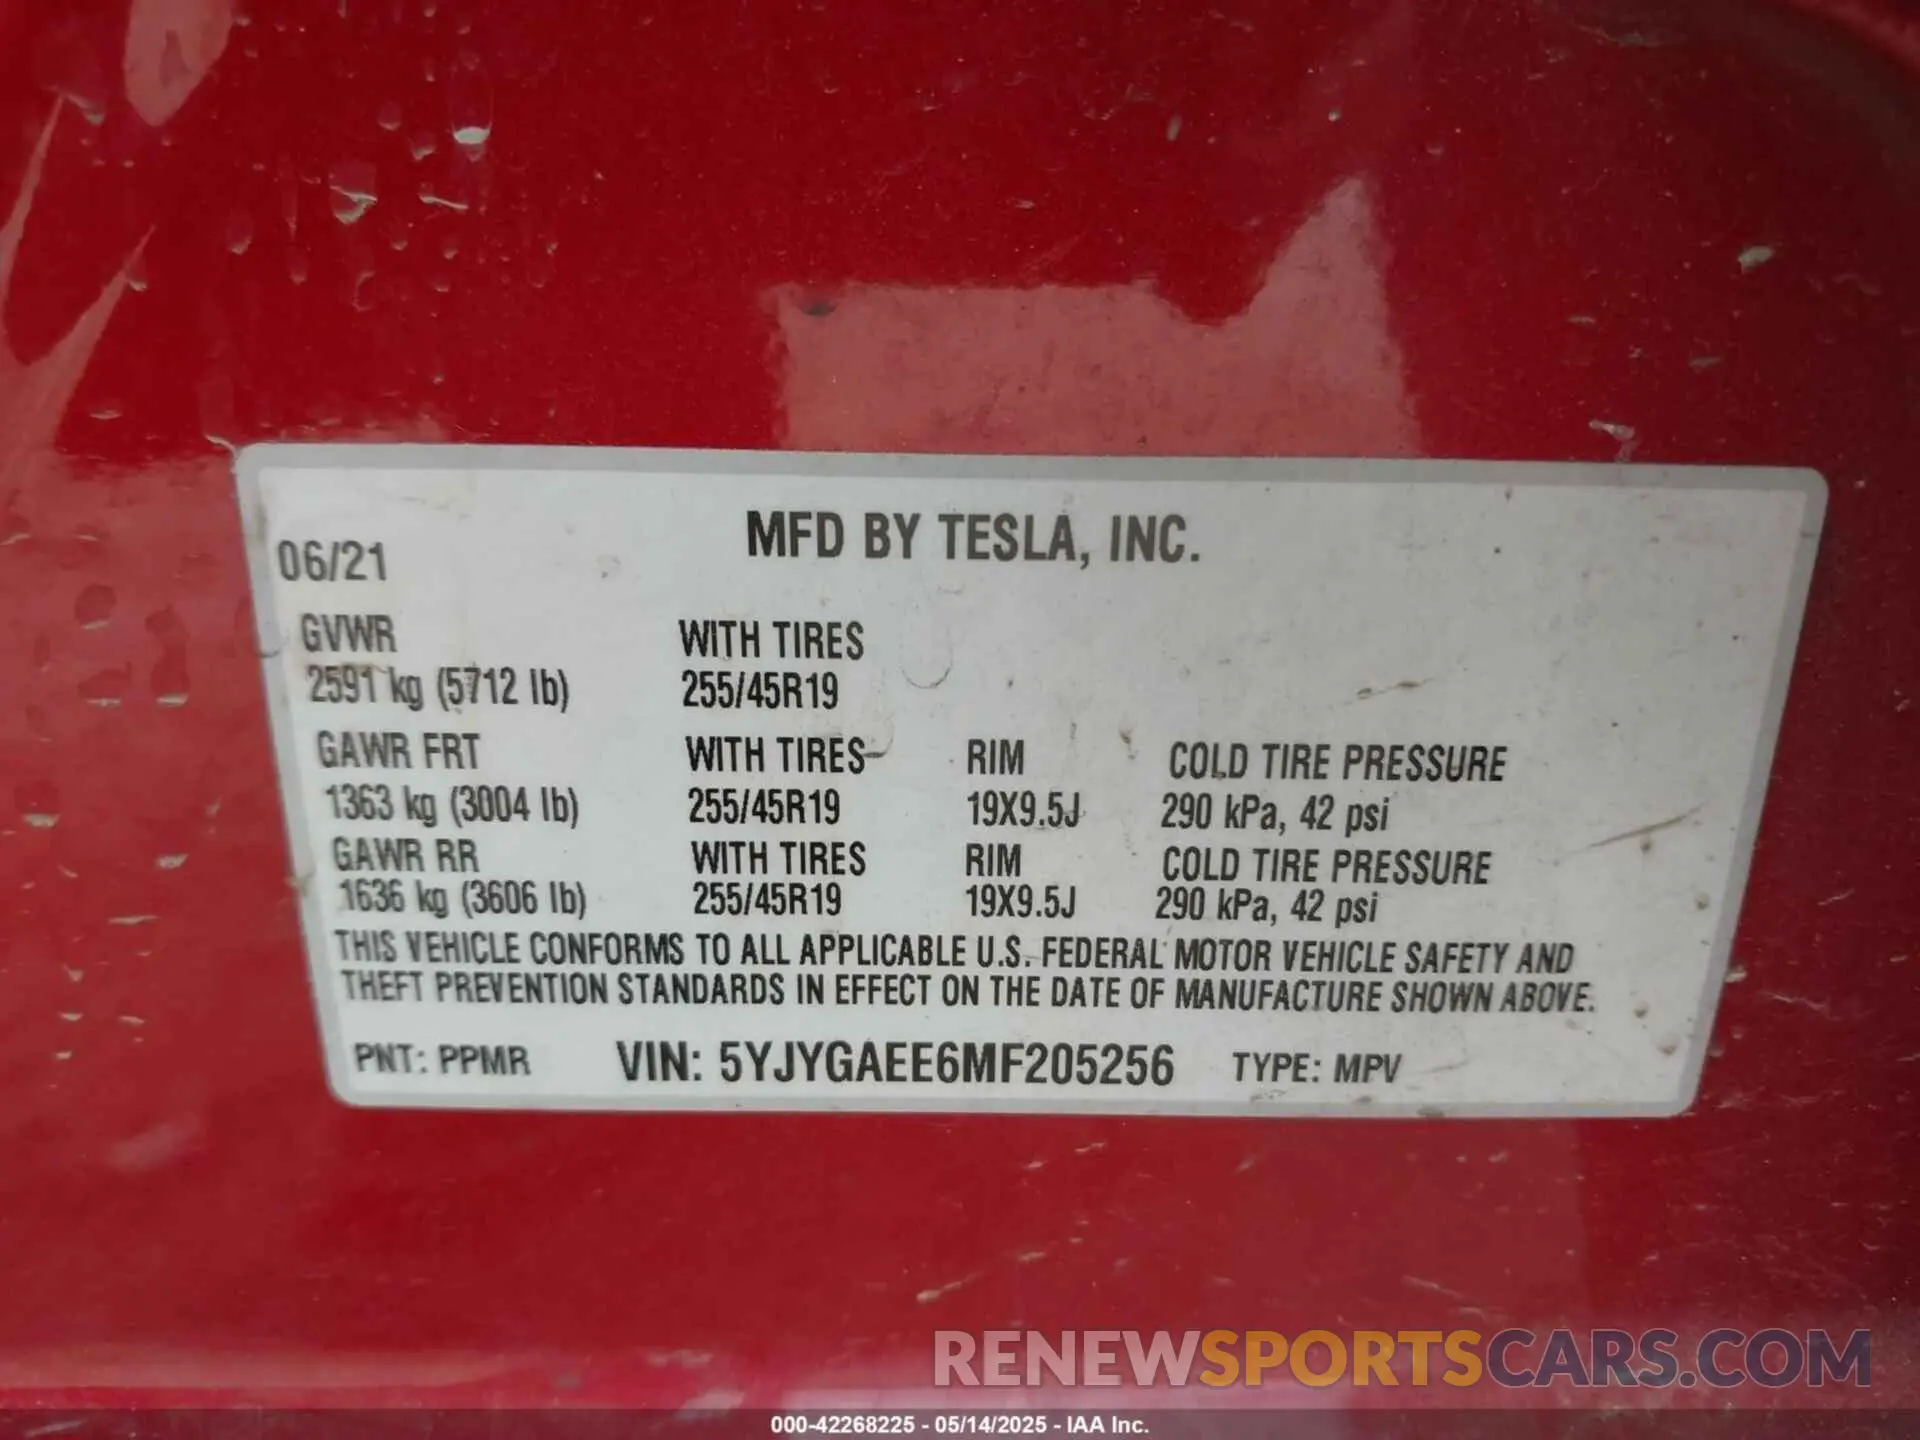 MFD BY TESLA, INC.
06/21
GVWR WITH TIRES
2591 kg (5712 lb) 255/45R19
GAWR FRT WITH TIRES RIM COLD TIRE PRESSURE
1363 kg (3004 lb) 255/45R19 19X9.5J 290 kPa, 42 psi
GAWR RR WITH TIRES RIM COLD TIRE PRESSURE
1636 kg (3606 lb) 255/45R19 19X9.5J 290 kPa, 42 psi
THIS VEHICLE CONFORMS TO ALL APPLICABLE U.S. FEDERAL MOTOR VEHICLE SAFETY AND
THEFT PREVENTION STANDARDS IN EFFECT ON THE DATE OF MANUFACTURE SHOWN ABOVE.
PNT: PPMR VIN: 5YJYGAEE6MF205256 TYPE: MPV
RENEWSPORTSCARS.COM
000-42268225 - 05/14/2025 - IAA Inc.